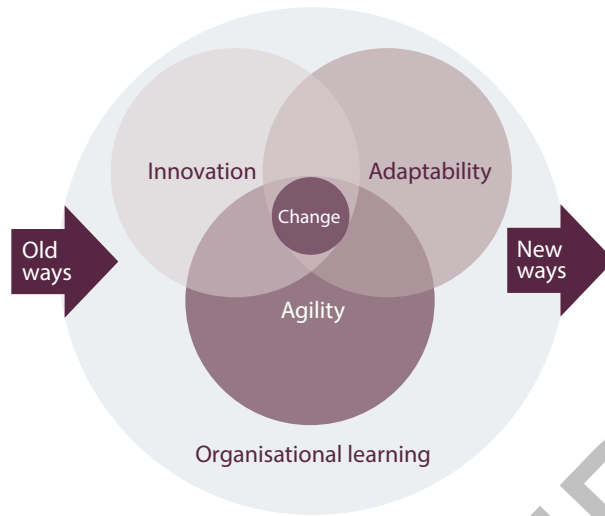 Innovation
Adaptability
Change
Old
ways
New
ways
Agility
Organisational learning